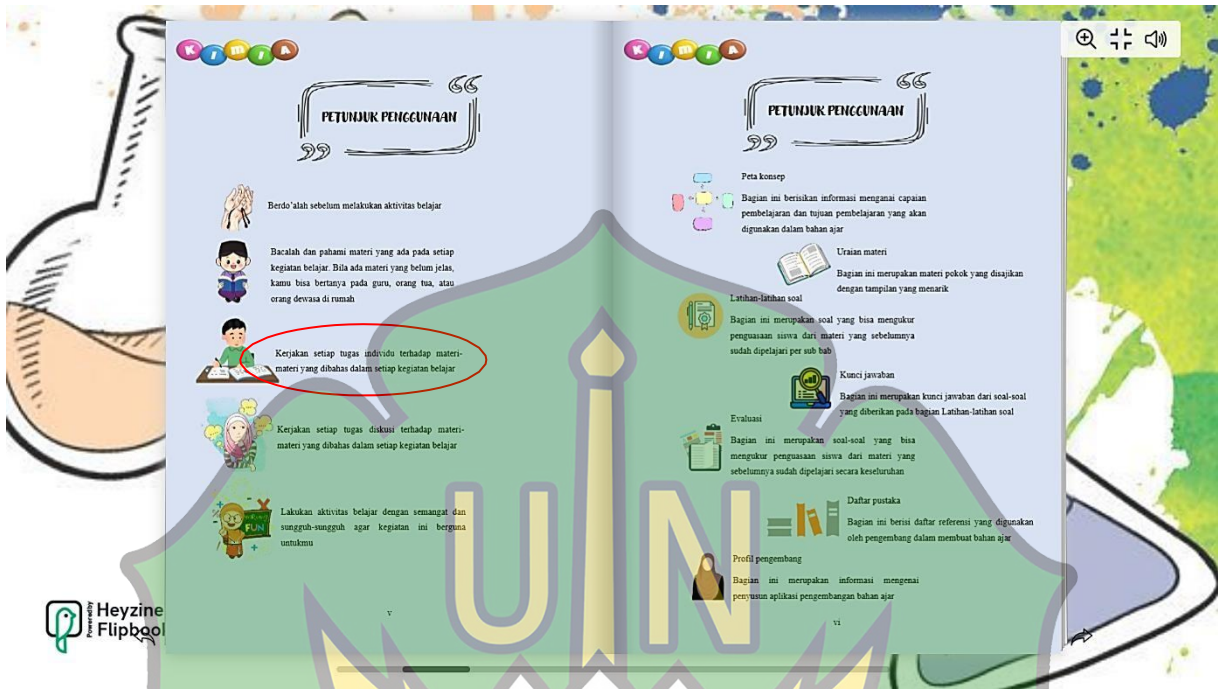 KIMIA
PETUNJUK PENGGUNAAN
Berdo'alah sebelum melakukan aktivitas belajar
Bacalah dan pahami materi yang ada pada setiap
kegiatan belajar. Bila ada materi yang belum jelas,
kamu bisa bertanya pada guru, orang tua, atau
orang dewasa di rumah
Kerjakan setiap tugas individu terhadap materi-
materi yang dibahas dalam setiap kegiatan belajar
Kerjakan setiap tugas diskusi terhadap materi-
materi yang dibahas dalam setiap kegiatan belajar
FUN
Lakukan aktivitas belajar dengan semangat dan
sungguh-sungguh agar kegiatan ini berguna
untukmu
v
KIMIA
PETUNJUK PENGGUNAAN
Peta konsep
Bagian ini berisikan informasi menganai capaian
pembelajaran dan tujuan pembelajaran yang akan
digunakan dalam bahan ajar
Uraian materi
Bagian ini merupakan materi pokok yang disajikan
dengan tampilan yang menarik
Latihan-latihan soal
Bagian ini merupakan soal yang bisa mengukur
penguasaan siswa dari materi yang sebelumnya
sudah dipelajari per sub bab
Kunci jawaban
Bagian ini merupakan kunci jawaban dari soal-soal
yang diberikan pada bagian Latihan-latihan soal
Evaluasi
Bagian ini merupakan soal-soal yang bisa
mengukur penguasaan siswa dari materi yang
sebelumnya sudah dipelajari secara keseluruhan
Daftar pustaka
Bagian ini berisi daftar referensi yang digunakan
oleh pengembang dalam membuat bahan ajar
Profil pengembang
Bagian ini merupakan informasi mengenai
penyusun aplikasi pengembangan bahan ajar
vi
UIN
Powered by
Heyzine